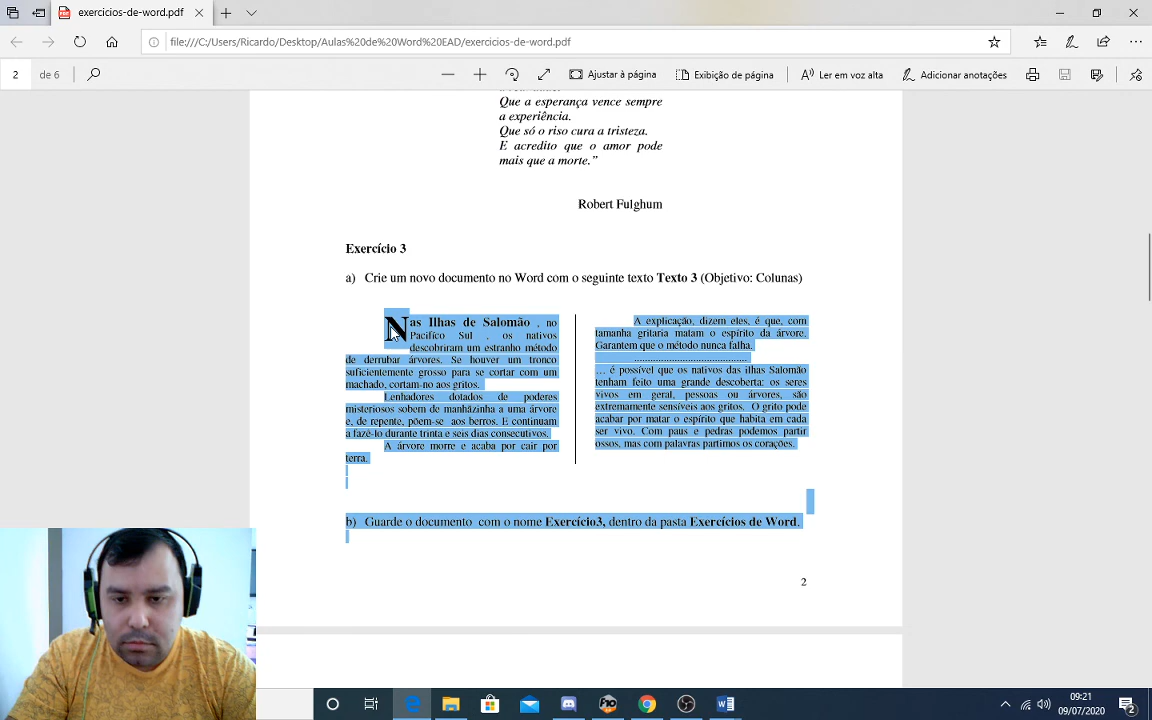 exercicios-de-word.pdf
file:///C:/Users/Ricardo/Desktop/Aulas%20de%20Word%20EAD/exercicios-de-word.pdf
2 de 6 Ajustar à página Exibição de página Ler em voz alta Adicionar anotações
Que a esperança vence sempre
a experiência.
Que só o riso cura a tristeza.
E acredito que o amor pode
mais que a morte.”
Robert Fulghum
Exercício 3
a) Crie um novo documento no Word com o seguinte texto Texto 3 (Objetivo: Colunas)
Nas Ilhas de Salomão , no
Pacifíco Sul , os nativos
descobriram um estranho método
de derrubar árvores. Se houver um tronco
suficientemente grosso para se cortar com um
machado, cortam-no aos gritos.
Lenhadores dotados de poderes
misteriosos sobem de manhãzinha a uma árvore
e, de repente, põem-se aos berros. E continuam
a fazê-lo durante trinta e seis dias consecutivos.
A árvore morre e acaba por cair por
terra.
A explicação, dizem eles, é que, com
tamanha gritaria matam o espírito da árvore.
Garantem que o método nunca falha.
..........................................
… é possível que os nativos das ilhas Salomão
tenham feito uma grande descoberta: os seres
vivos em geral, pessoas ou árvores, são
extremamente sensíveis aos gritos. O grito pode
acabar por matar o espírito que habita em cada
ser vivo. Com paus e pedras podemos partir
ossos, mas com palavras partimos os corações.
b) Guarde o documento com o nome Exercício3, dentro da pasta Exercícios de Word.
2
09:21
09/07/2020
2